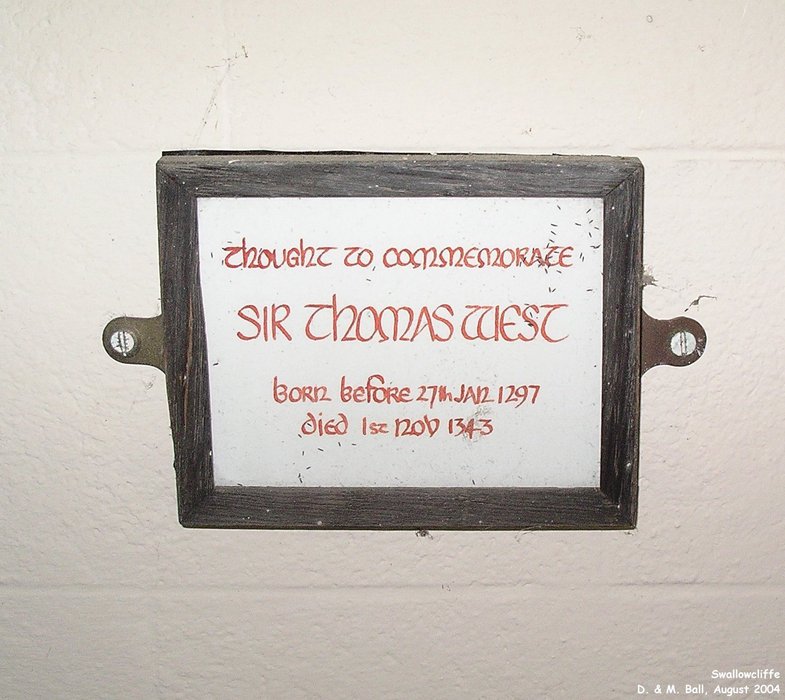 Thought to commemorate
SIR Thomas West
born before 27th Jan 1297
died 1st Nov 1343
Swallowcliffe
D. & M. Ball, August 2004